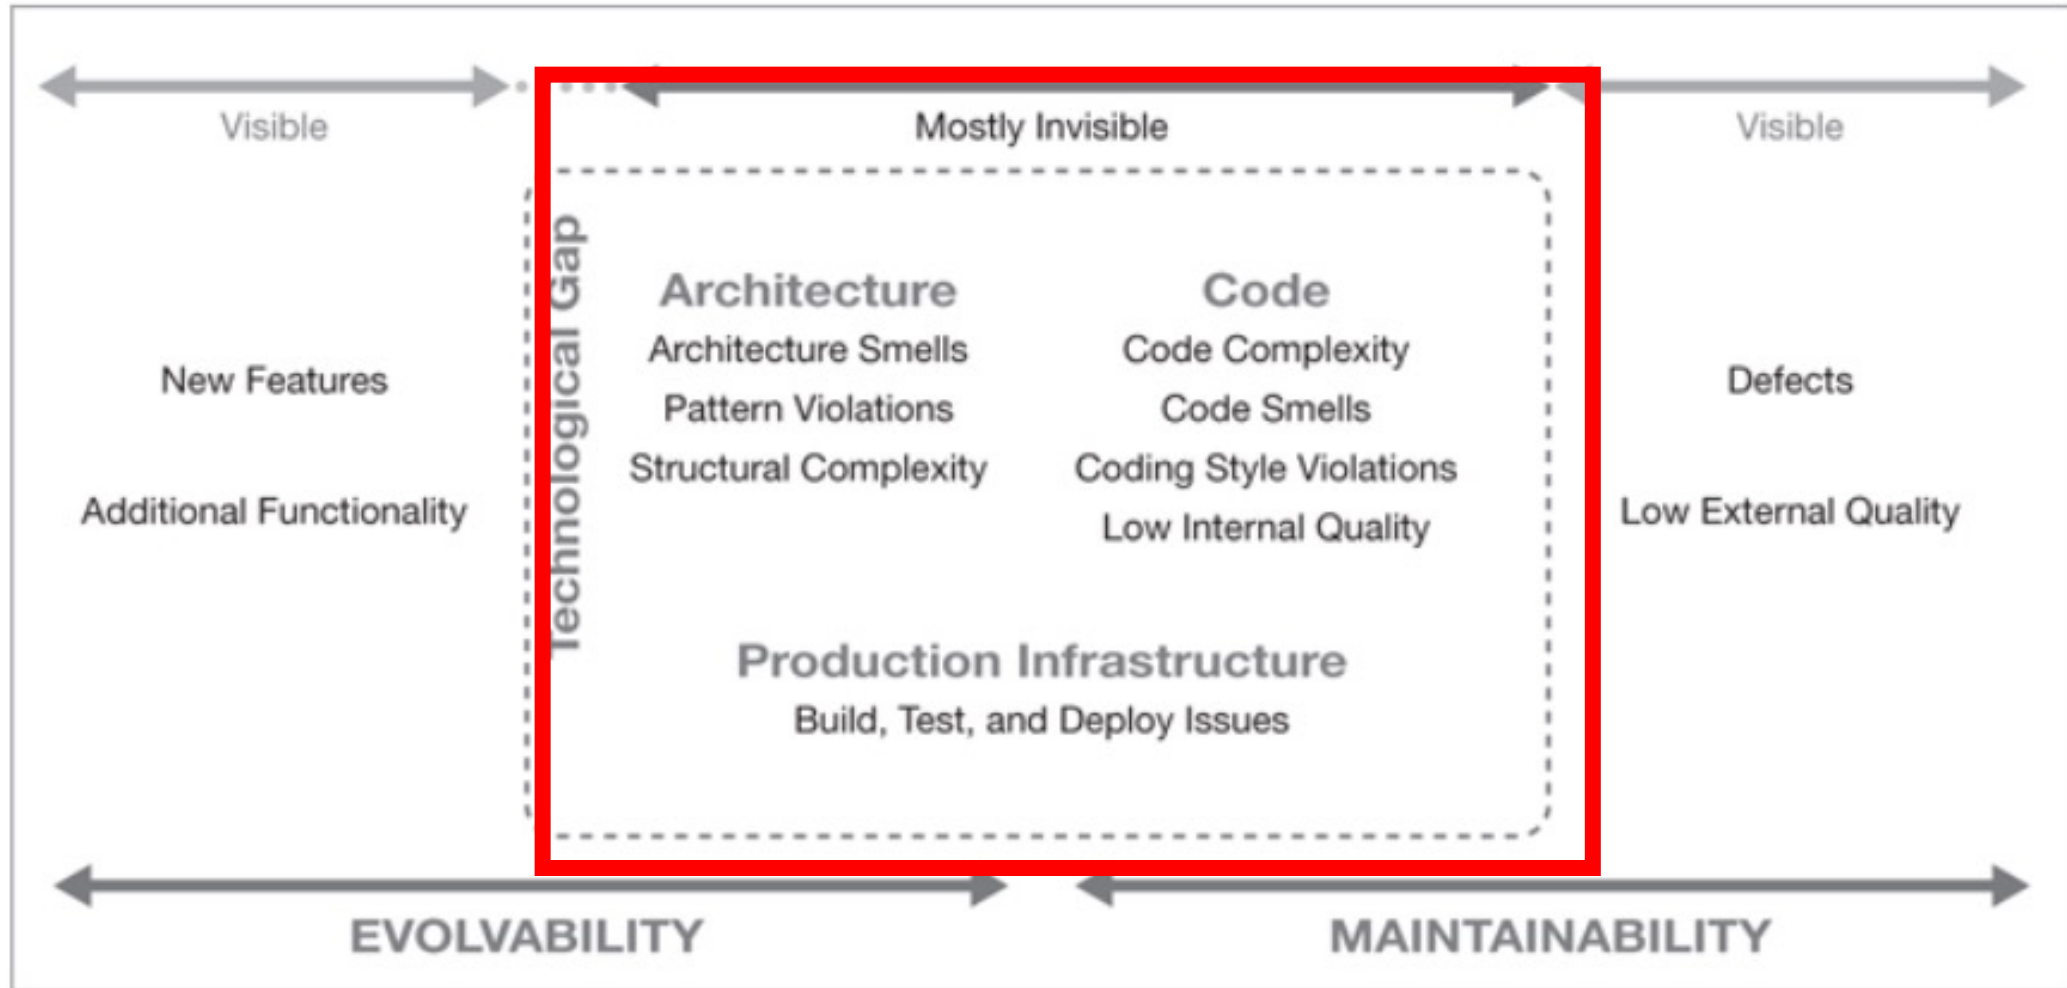 Visible
Mostly Invisible
Visible
Technological Gap
New Features
Additional Functionality
Architecture
Architecture Smells
Pattern Violations
Structural Complexity
Code
Code Complexity
Code Smells
Coding Style Violations
Low Internal Quality
Production Infrastructure
Build, Test, and Deploy Issues
Defects
Low External Quality
EVOLVABILITY
MAINTAINABILITY